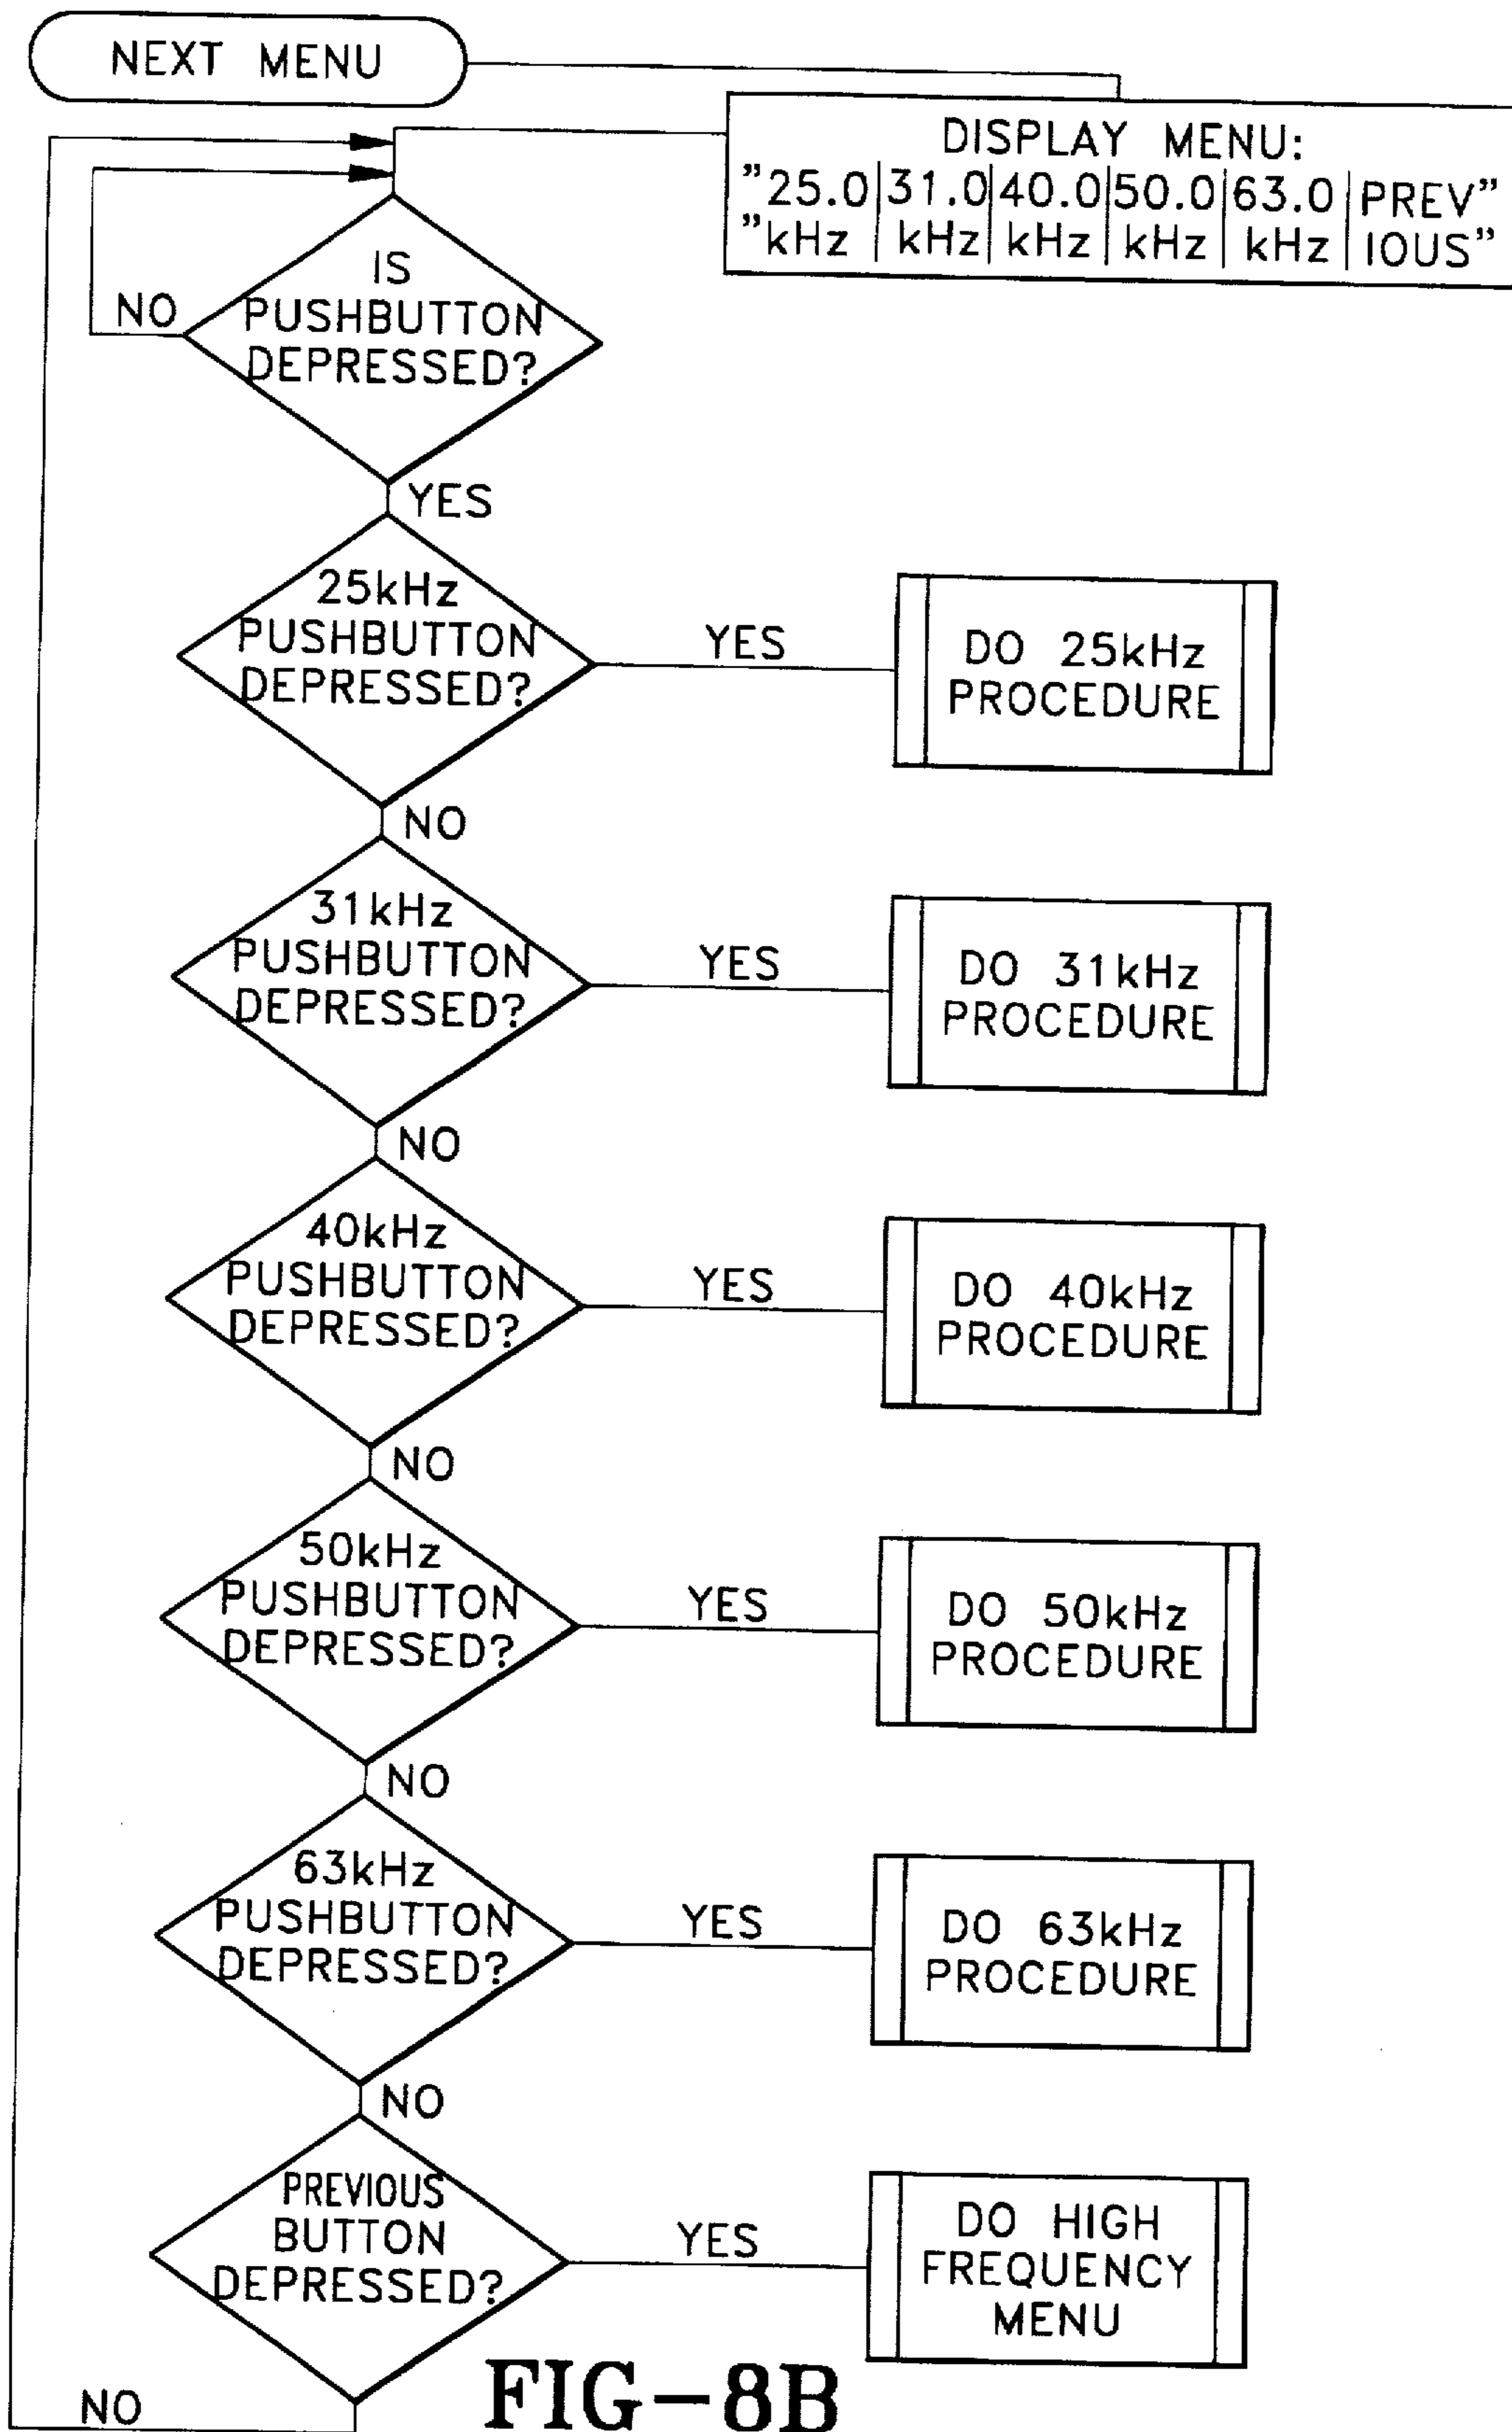 NEXT MENU
DISPLAY MENU:
"25.0|31.0|40.0|50.0|63.0|PREV"
"kHz|kHz|kHz|kHz|kHz|IOUS"
IS
PUSHBUTTON
DEPRESSED?
NO
YES
25kHz
PUSHBUTTON
DEPRESSED?
YES
DO 25kHz
PROCEDURE
NO
31kHz
PUSHBUTTON
DEPRESSED?
YES
DO 31kHz
PROCEDURE
NO
40kHz
PUSHBUTTON
DEPRESSED?
YES
DO 40kHz
PROCEDURE
NO
50kHz
PUSHBUTTON
DEPRESSED?
YES
DO 50kHz
PROCEDURE
NO
63kHz
PUSHBUTTON
DEPRESSED?
YES
DO 63kHz
PROCEDURE
NO
PREVIOUS
BUTTON
DEPRESSED?
YES
DO HIGH
FREQUENCY
MENU
NO
FIG-8B